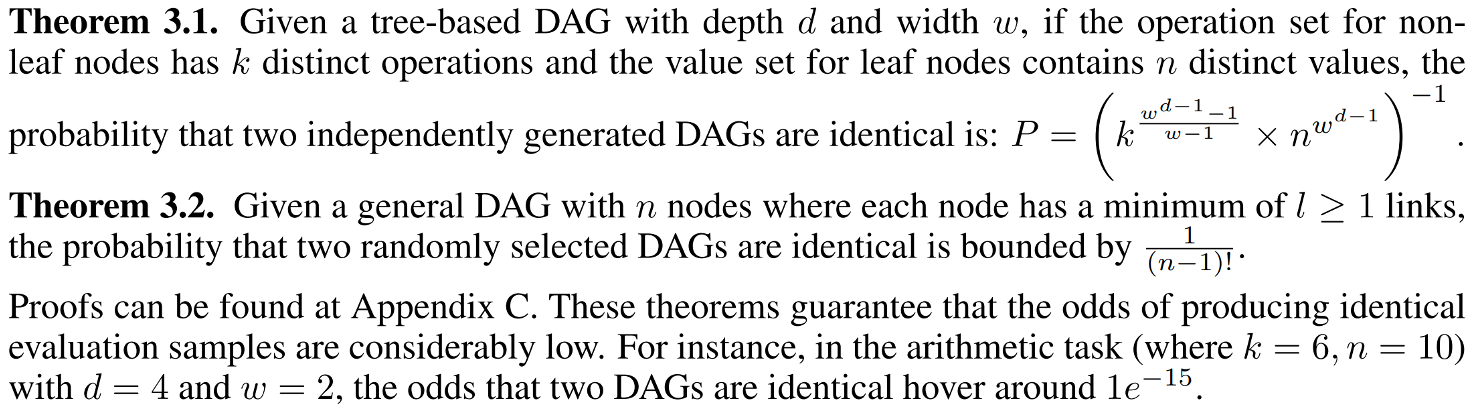 Theorem 3.1. Given a tree-based DAG with depth d and width w, if the operation set for non-
leaf nodes has k distinct operations and the value set for leaf nodes contains n distinct values, the
probability that two independently generated DAGs are identical is: $P = \left( k^{\frac{w^{d-1}-1}{w-1}} \times n^{w^{d-1}} \right)^{-1}$.
Theorem 3.2. Given a general DAG with n nodes where each node has a minimum of $l \geq 1$ links,
the probability that two randomly selected DAGs are identical is bounded by $\frac{1}{(n-1)!}$.
Proofs can be found at Appendix C. These theorems guarantee that the odds of producing identical
evaluation samples are considerably low. For instance, in the arithmetic task (where $k = 6, n = 10$)
with $d = 4$ and $w = 2$, the odds that two DAGs are identical hover around $1e^{-15}$.